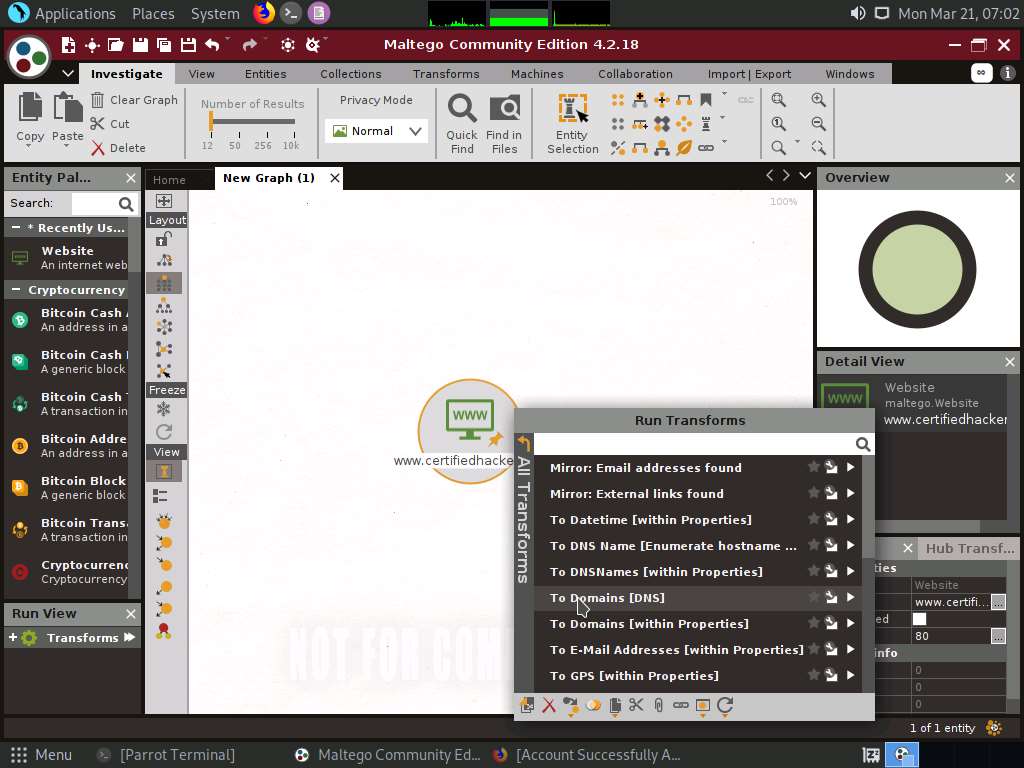 Applications Places System Mon Mar 21, 07:02
Maltego Community Edition 4.2.18
Investigate View Entities Collections Transforms Machines Collaboration Import | Export Windows
Copy Paste Clear Graph Cut Delete
Number of Results
12 50 256 10k
Privacy Mode
Normal
Quick Find
Find in Files
Entity Selection
Entity Pal...
Search:
* Recently Us...
Website
An internet web
Cryptocurrency
Bitcoin Cash
An address in a
Bitcoin Cash
A generic block
Bitcoin Cash
A transaction in
Bitcoin Addre
An address in a
Bitcoin Block
A generic block
Bitcoin Trans
A transaction in
Cryptocurrenc
Cryptocurrency
Run View
Transforms
Home New Graph (1)
Layout
Freeze
View
100%
WWW
www.certifiedhacke
NOT FOR COM
Run Transforms
All Transforms
Mirror: Email addresses found
Mirror: External links found
To Datetime [within Properties]
To DNS Name [Enumerate hostname ...
To DNSNames [within Properties]
To Domains [DNS]
To Domains [within Properties]
To E-Mail Addresses [within Properties]
To GPS [within Properties]
Overview
Detail View
WWW
Website
maltego.Website
www.certifiedhacker
Hub Transf...
ties
Website
www.certifi... ...
ed
80 ...
info
0
0
0
1 of 1 entity
Menu [Parrot Terminal] Maltego Community Ed... [Account Successfully A...